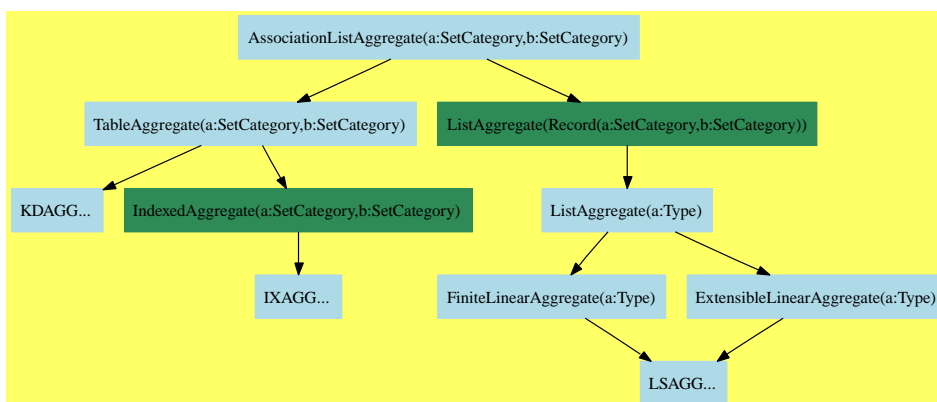 AssociationListAggregate(a:SetCategory,b:SetCategory)
TableAggregate(a:SetCategory,b:SetCategory)
ListAggregate(Record(a:SetCategory,b:SetCategory))
KDAGG...
IndexedAggregate(a:SetCategory,b:SetCategory)
ListAggregate(a:Type)
IXAGG...
FiniteLinearAggregate(a:Type)
ExtensibleLinearAggregate(a:Type)
LSAGG...